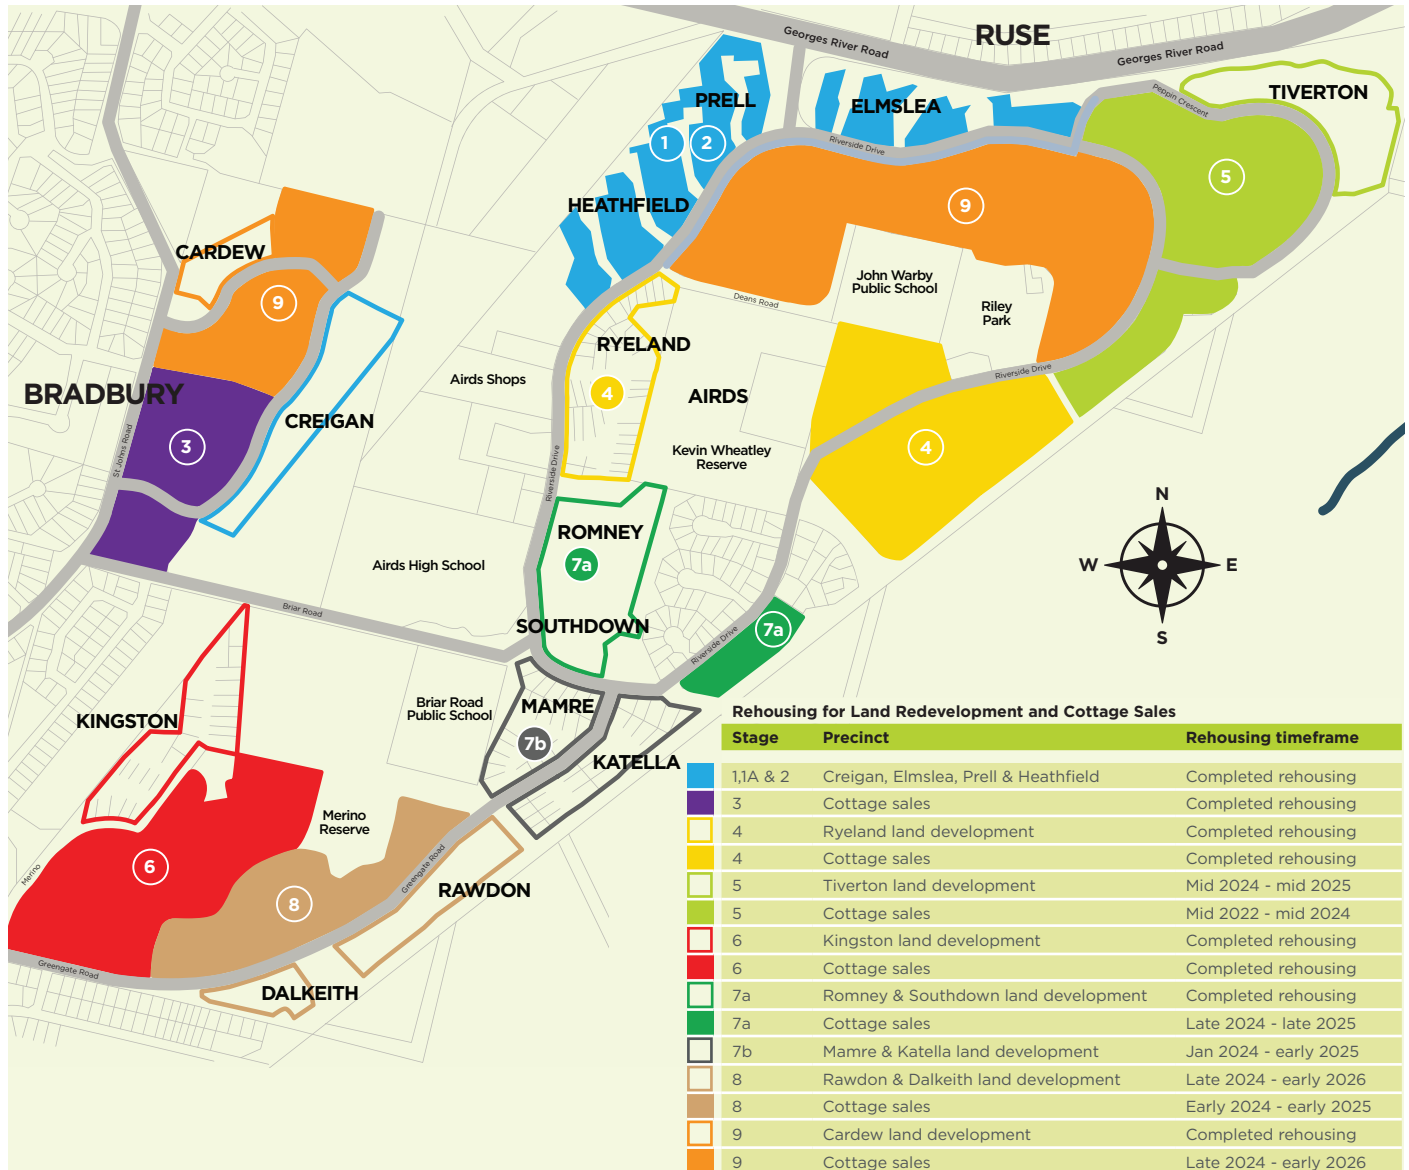 RUSE
Georges River Road
Georges River Road
PRELL
ELMSLEA
Peppin Crescent
TIVERTON
1
2
Riverside Drive
5
HEATHFIELD
9
CARDEW
John Warby
Public School
9
Deans Road
Riley
Park
RYELAND
Airds Shops
Riverside Drive
BRADBURY
4
AIRDS
CREIGAN
St Johns Road
3
Kevin Wheatley
Reserve
4
Riverside Drive
N
ROMNEY
Airds High School
7a
W
E
Briar Road
SOUTHDOWN
7a
S
Riverside Drive
KINGSTON
Briar Road
Public School
MAMRE
7b
KATELLA
Merino
Reserve
Merino
6
Greengate Road
RAWDON
8
Greengate Road
DALKEITH
Rehousing for Land Redevelopment and Cottage Sales
Stage Precinct Rehousing timeframe
1,1A & 2 Creigan, Elmslea, Prell & Heathfield Completed rehousing
3 Cottage sales Completed rehousing
4 Ryeland land development Completed rehousing
4 Cottage sales Completed rehousing
5 Tiverton land development Mid 2024 - mid 2025
5 Cottage sales Mid 2022 - mid 2024
6 Kingston land development Completed rehousing
6 Cottage sales Completed rehousing
7a Romney & Southdown land development Completed rehousing
7a Cottage sales Late 2024 - late 2025
7b Mamre & Katella land development Jan 2024 - early 2025
8 Rawdon & Dalkeith land development Late 2024 - early 2026
8 Cottage sales Early 2024 - early 2025
9 Cardew land development Completed rehousing
9 Cottage sales Late 2024 - early 2026